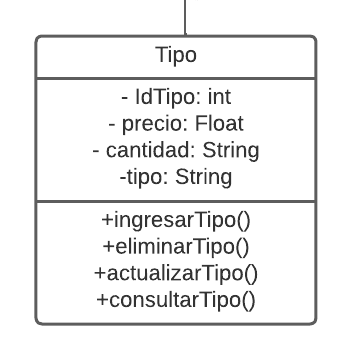 Tipo
- IdTipo: int
- precio: Float
- cantidad: String
-tipo: String
+ingresarTipo()
+eliminarTipo()
+actualizarTipo()
+consultarTipo()